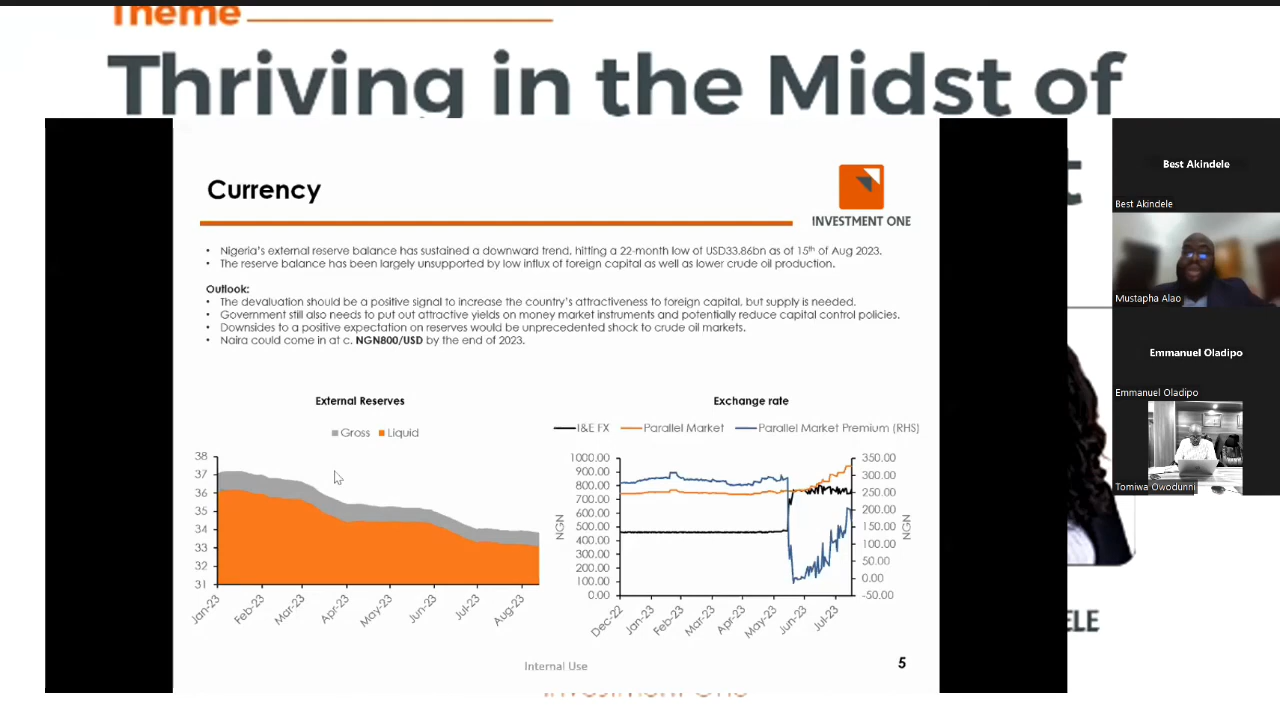 Theme
Thriving in the Midst of
Currency
INVESTMENT ONE
• Nigeria's external reserve balance has sustained a downward trend, hitting a 22-month low of USD33.86bn as of 15th of Aug 2023.
• The reserve balance has been largely unsupported by low influx of foreign capital as well as lower crude oil production.
Outlook:
• The devaluation should be a positive signal to increase the country's attractiveness to foreign capital, but supply is needed.
• Government still also needs to put out attractive yields on money market instruments and potentially reduce capital control policies.
• Downsides to a positive expectation on reserves would be unprecedented shock to crude oil markets.
• Naira could come in at c. NGN800/USD by the end of 2023.
External Reserves
Gross Liquid
38
37
36
35
34
33
32
31
Jan-23 Feb-23 Mar-23 Apr-23 May-23 Jun-23 Jul-23 Aug-23
Exchange rate
I&E FX Parallel Market Parallel Market Premium (RHS)
NGN
1000.00
900.00
800.00
700.00
600.00
500.00
400.00
300.00
200.00
100.00
0.00
350.00
300.00
250.00
200.00
150.00
100.00
50.00
0.00
-50.00
NGN
Dec-22 Jan-23 Feb-23 Mar-23 Apr-23 May-23 Jun-23 Jul-23
Internal Use
5
Best Akindele
Best Akindele
Mustapha Alao
Emmanuel Oladipo
Emmanuel Oladipo
Tomiwa Owodunni
ELE